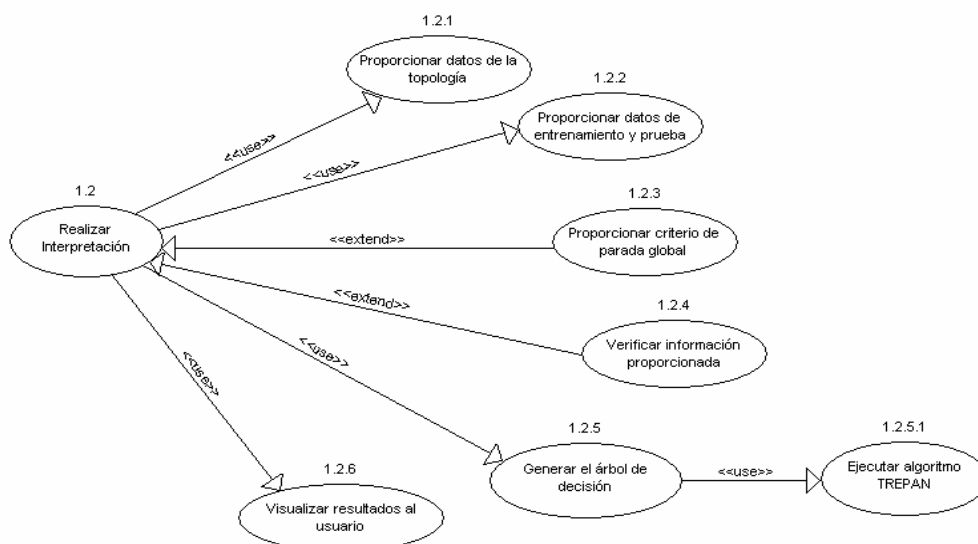 1.2.1
Proporcionar datos de la
topología
1.2.2
Proporcionar datos de
entrenamiento y prueba
<<use>>
<<use>>
1.2
Realizar
Interpretación
1.2.3
Proporcionar criterio de
parada global
<<extend>>
1.2.4
Verificar información
proporcionada
<<extend>>
<<use>>
<<use>>
1.2.5
Generar el árbol de
decisión
<<use>>
1.2.5.1
Ejecutar algoritmo
TREPAN
1.2.6
Visualizar resultados al
usuario